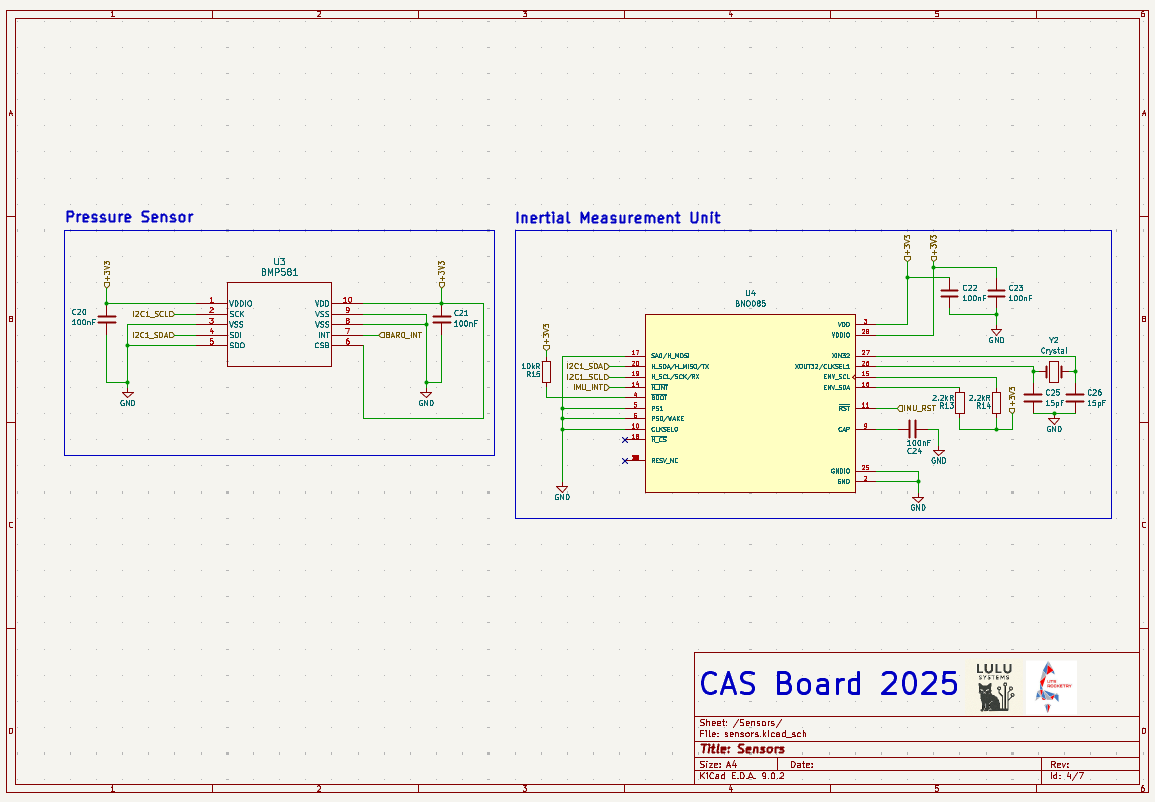 1 2 3 4 5 6
A A
B B
C C
D D
Pressure Sensor
+3V3
+3V3
U3
BMP581
C20
100nF
C21
100nF
I2C1_SCL
I2C1_SDA
BARO_INT
1 VDDIO
2 SCK
3 VSS
4 SDI
5 SDO
VDD 10
VSS 9
VSS 8
INT 7
CSB 6
GND
GND
Inertial Measurement Unit
+3V3
+3V3
+3V3
+3V3
U4
BNO085
C22
100nF
C23
100nF
GND
10kR
R15
I2C1_SDA
I2C1_SCL
IMU_INT
17 SA0/H_MOSI
20 H_SDA/H_MISO/TX
19 H_SCL/SCK/RX
14 H_INT
4 BOOT
5 PS1
6 PS0/WAKE
10 CLKSEL0
18 H_CS
RESV_NC
VDD 3
VDDIO 28
XIN32 27
XOUT32/CLKSEL1 26
ENV_SCL 15
ENV_SDA 16
RST 11
CAP 9
GNDIO 25
GND 2
2.2kR
R13
2.2kR
R14
Y2
Crystal
C25
15pF
C26
15pF
GND
100nF
C24
GND
GND
GND
CAS Board 2025
LULU
SYSTEMS
UTS
ROCKETRY
Sheet: /Sensors/
File: sensors.kicad_sch
Title: Sensors
Size: A4 Date: Rev:
KiCad E.D.A. 9.0.2 Id: 4/7
1 2 3 4 5 6